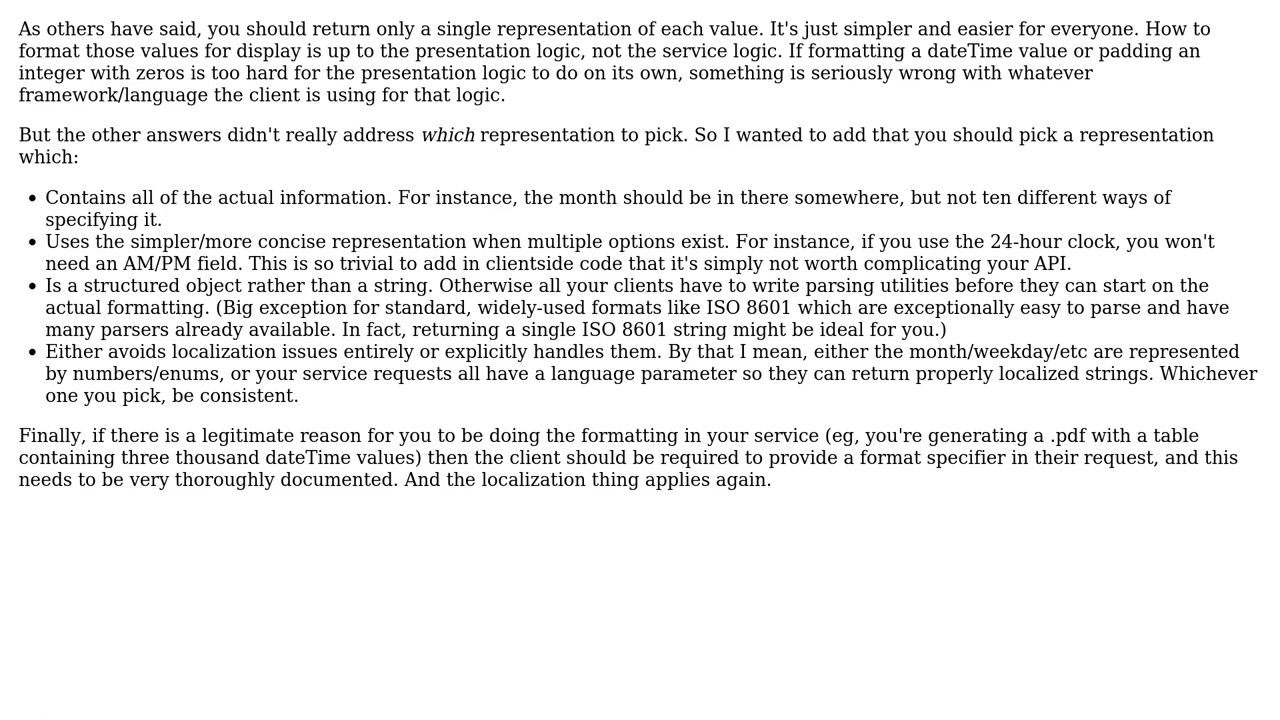 As others have said, you should return only a single representation of each value. It's just simpler and easier for everyone. How to
format those values for display is up to the presentation logic, not the service logic. If formatting a dateTime value or padding an
integer with zeros is too hard for the presentation logic to do on its own, something is seriously wrong with whatever
framework/language the client is using for that logic.
But the other answers didn't really address which representation to pick. So I wanted to add that you should pick a representation
which:
• Contains all of the actual information. For instance, the month should be in there somewhere, but not ten different ways of
specifying it.
• Uses the simpler/more concise representation when multiple options exist. For instance, if you use the 24-hour clock, you won't
need an AM/PM field. This is so trivial to add in clientside code that it's simply not worth complicating your API.
• Is a structured object rather than a string. Otherwise all your clients have to write parsing utilities before they can start on the
actual formatting. (Big exception for standard, widely-used formats like ISO 8601 which are exceptionally easy to parse and have
many parsers already available. In fact, returning a single ISO 8601 string might be ideal for you.)
• Either avoids localization issues entirely or explicitly handles them. By that I mean, either the month/weekday/etc are represented
by numbers/enums, or your service requests all have a language parameter so they can return properly localized strings. Whichever
one you pick, be consistent.
Finally, if there is a legitimate reason for you to be doing the formatting in your service (eg, you're generating a .pdf with a table
containing three thousand dateTime values) then the client should be required to provide a format specifier in their request, and this
needs to be very thoroughly documented. And the localization thing applies again.